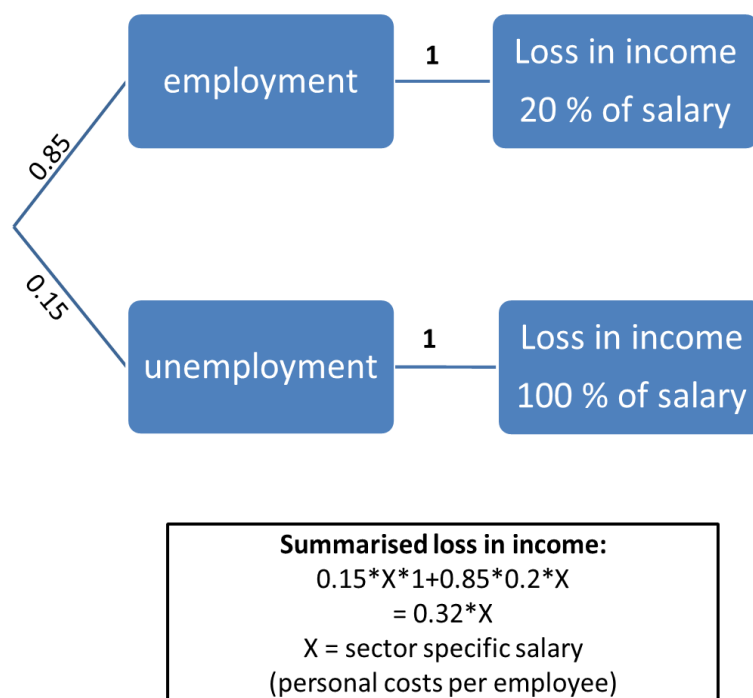 employment
1
Loss in income
20 % of salary
0.85
0.15
unemployment
1
Loss in income
100 % of salary
Summarised loss in income:
0.15*X*1+0.85*0.2*X
= 0.32*X
X = sector specific salary
(personal costs per employee)